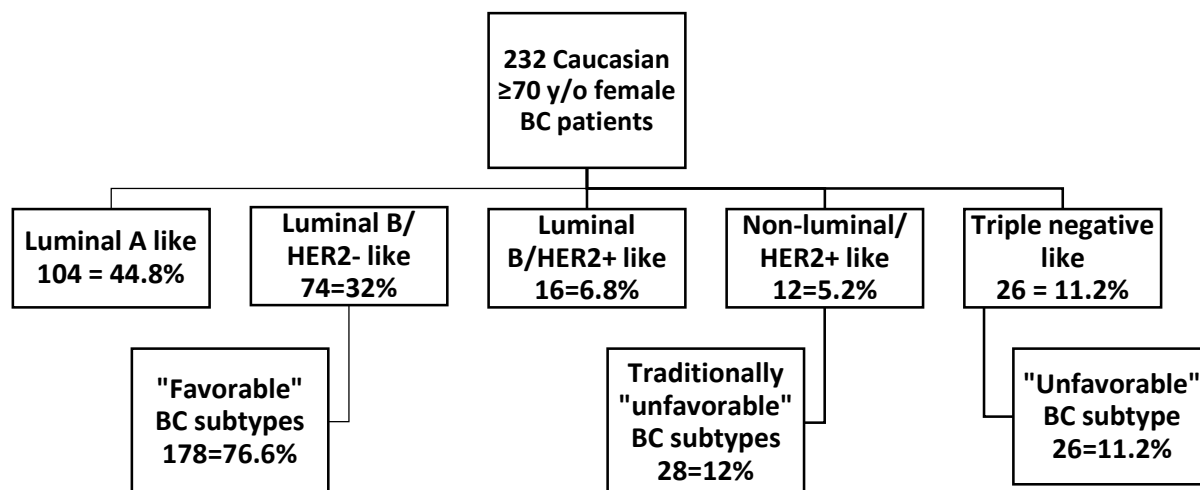 232 Caucasian
≥70 y/o female
BC patients
Luminal A like
104 = 44.8%
Luminal B/
HER2- like
74=32%
Luminal
B/HER2+ like
16=6.8%
Non-luminal/
HER2+ like
12=5.2%
Triple negative
like
26 = 11.2%
"Favorable"
BC subtypes
178=76.6%
Traditionally
"unfavorable"
BC subtypes
28=12%
"Unfavorable"
BC subtype
26=11.2%